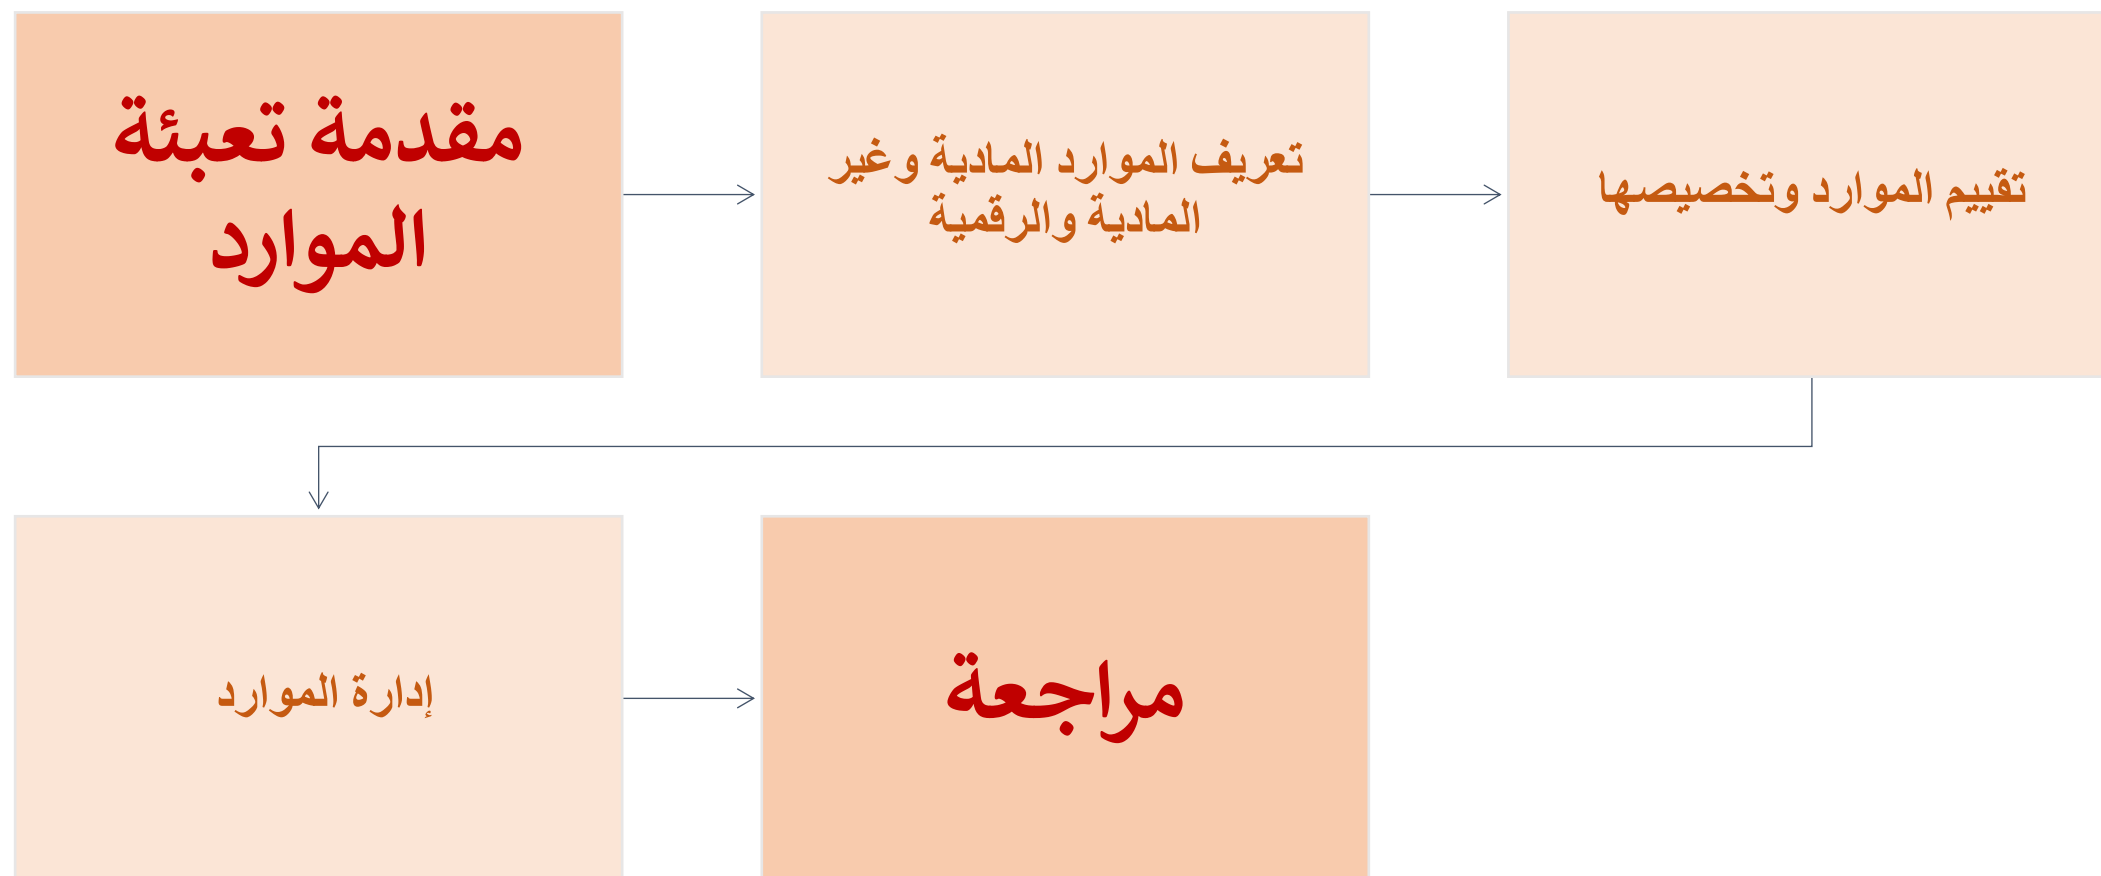 مقدمة تعبئة
الموارد
تعريف الموارد المادية وغير
المادية والرقمية
تقييم الموارد وتخصيصها
إدارة الموارد
مراجعة